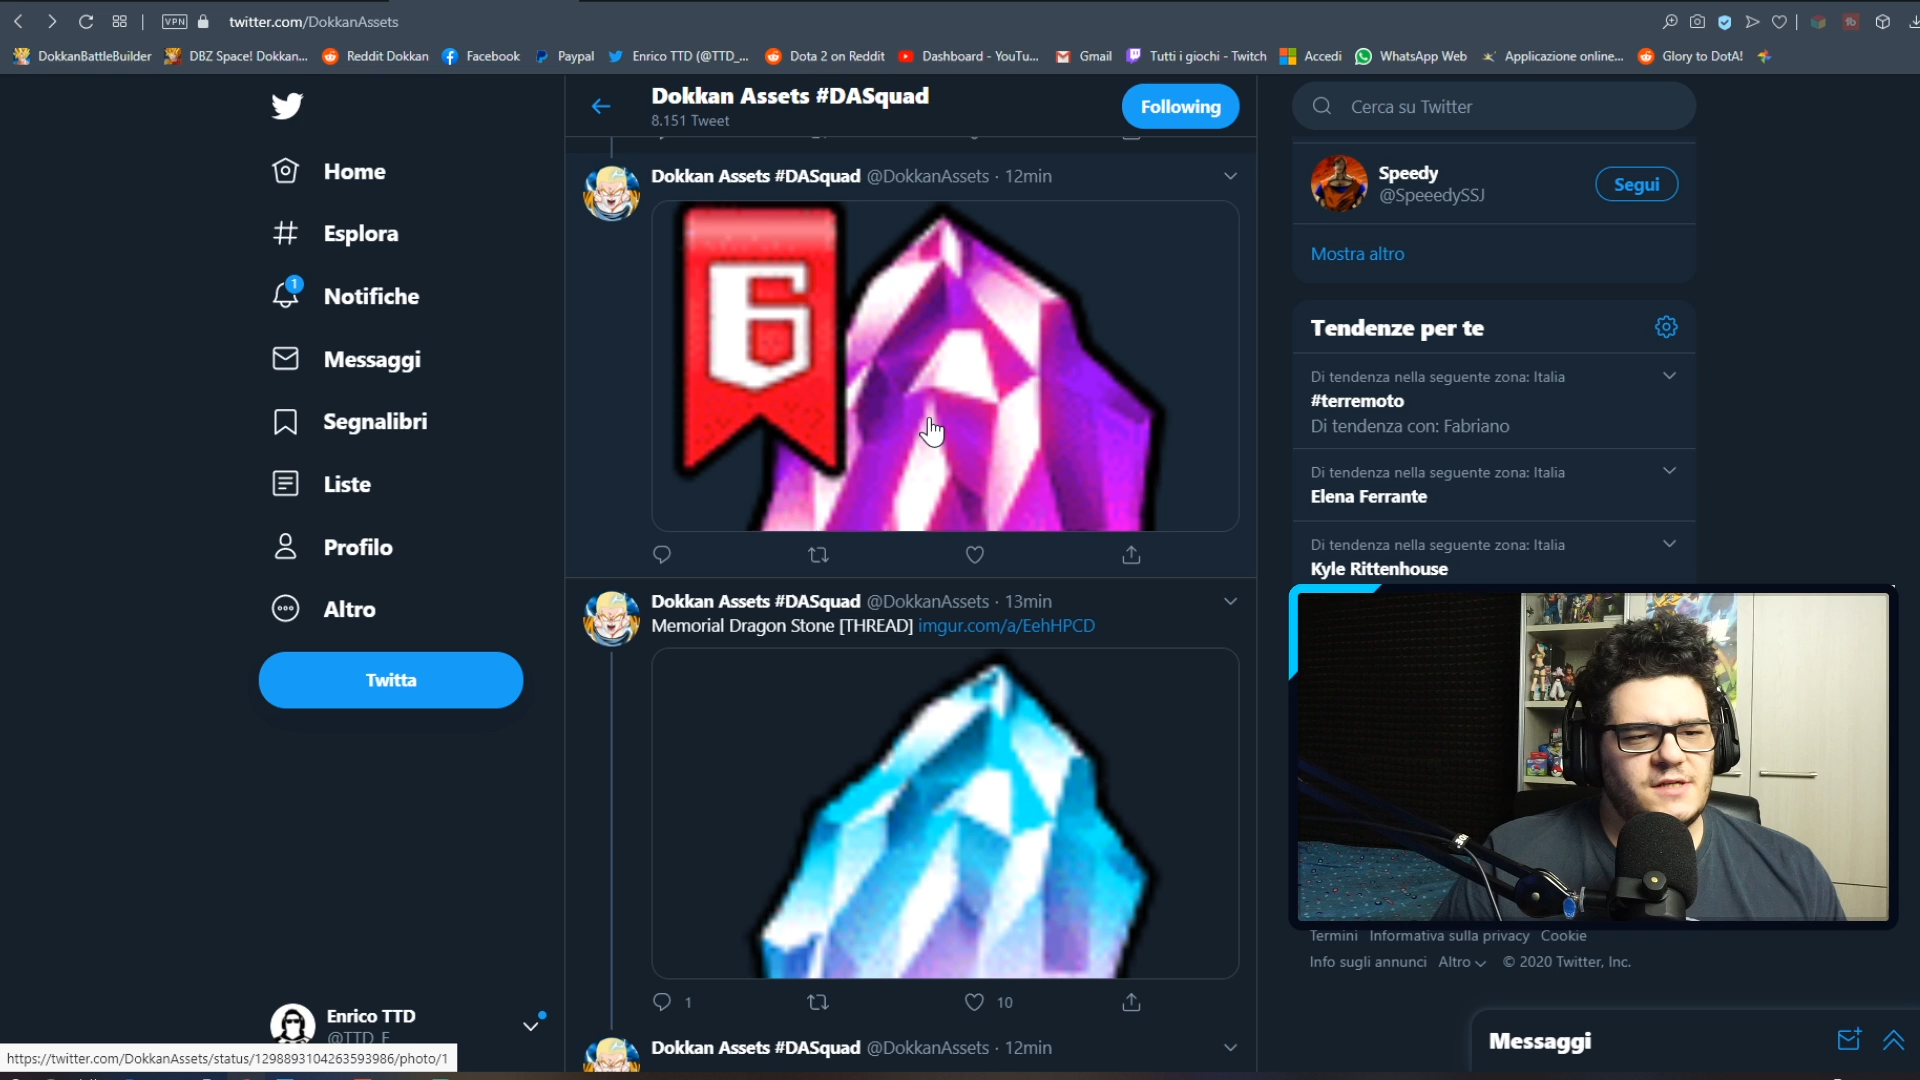 VPN twitter.com/DokkanAssets
DokkanBattleBuilder DBZ Space! Dokkan... Reddit Dokkan Facebook Paypal Enrico TTD (@TTD_... Dota 2 on Reddit Dashboard - YouTu... Gmail Tutti i giochi - Twitch Accedi WhatsApp Web Applicazione online... Glory to DotA!
Home
Esplora
1
Notifiche
Messaggi
Segnalibri
Liste
Profilo
Altro
Twitta
Enrico TTD
https://twitter.com/DokkanAssets/status/1298893104263593986/photo/1
Dokkan Assets #DASquad
8.151 Tweet
Following
Dokkan Assets #DASquad @DokkanAssets · 12min
6
Dokkan Assets #DASquad @DokkanAssets · 13min
Memorial Dragon Stone [THREAD] imgur.com/a/EehHPCD
1 10
Dokkan Assets #DASquad @DokkanAssets · 12min
Cerca su Twitter
Speedy
@SpeeedySSJ
Segui
Mostra altro
Tendenze per te
Di tendenza nella seguente zona: Italia
#terremoto
Di tendenza con: Fabriano
Di tendenza nella seguente zona: Italia
Elena Ferrante
Di tendenza nella seguente zona: Italia
Kyle Rittenhouse
Termini Informativa sulla privacy Cookie
Info sugli annunci Altro © 2020 Twitter, Inc.
Messaggi